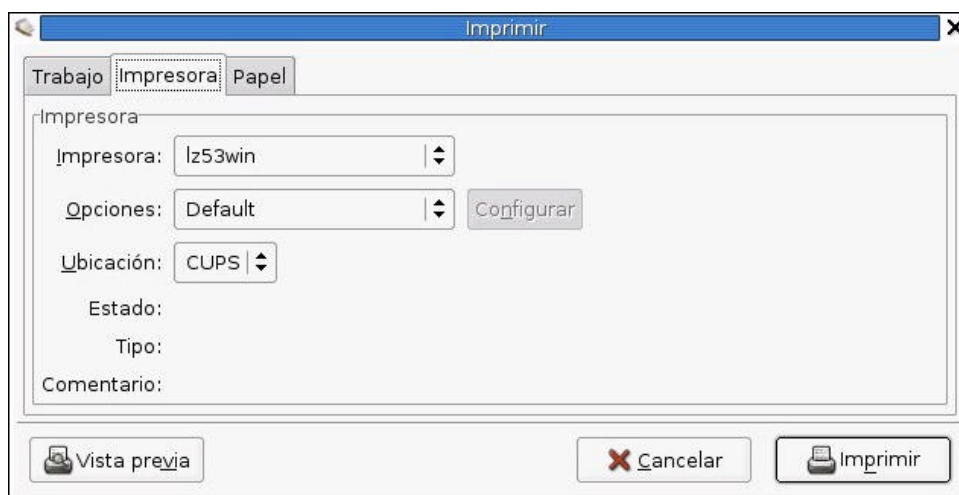 Imprimir
Trabajo Impresora Papel
Impresora
Impresora: lz53win
Opciones: Default Configurar
Ubicación: CUPS
Estado:
Tipo:
Comentario:
Vista previa Cancelar Imprimir